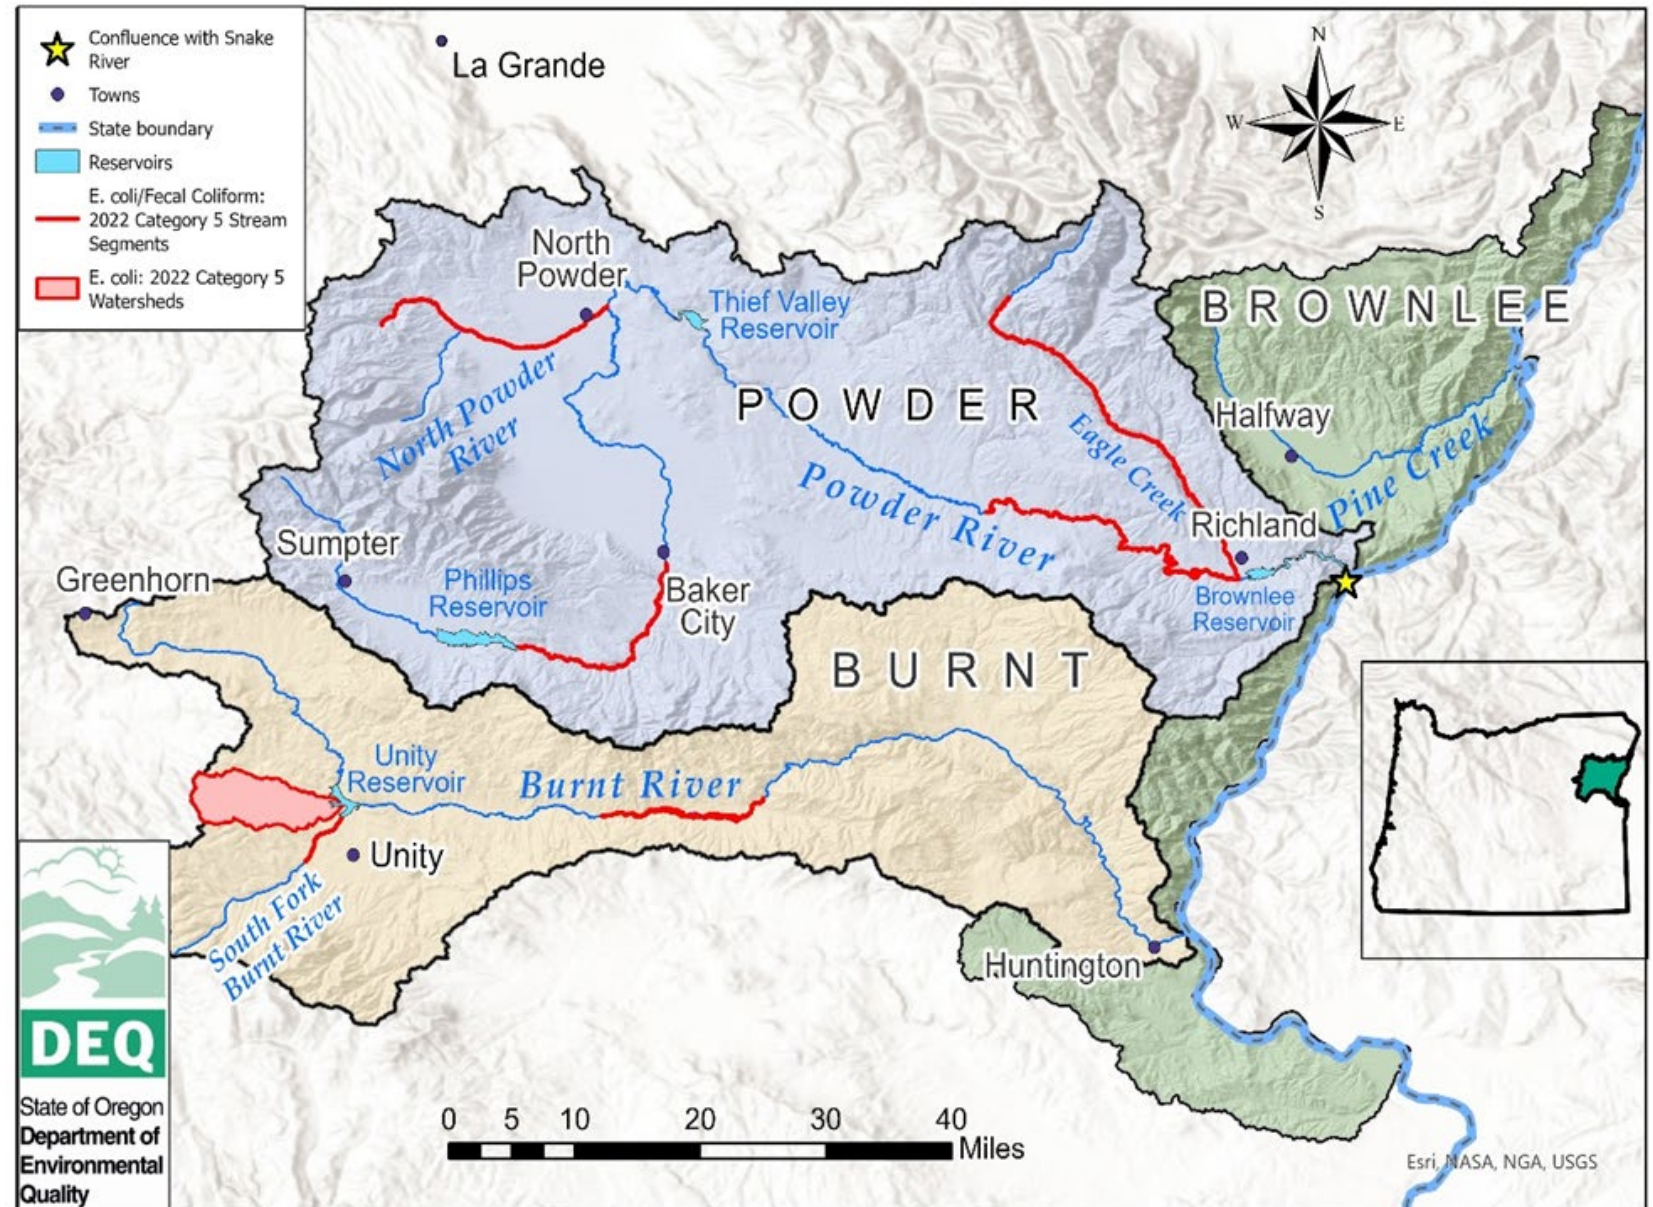 Confluence with Snake
River
Towns
State boundary
Reservoirs
E. coli/Fecal Coliform:
2022 Category 5 Stream
Segments
E. coli: 2022 Category 5
Watersheds
La Grande
N
W
E
S
North
Powder
Thief Valley
Reservoir
BROWNLEE
POWDER
North Powder
River
Halfway
Eagle Creek
Pine Creek
Powder River
Richland
Sumpter
Greenhorn
Phillips
Reservoir
Baker
City
Brownlee
Reservoir
BURNT
Unity
Reservoir
Burnt River
Unity
South Fork
Burnt River
Huntington
DEQ
State of Oregon
Department of
Environmental
Quality
0 5 10 20 30 40
Miles
Esri, NASA, NGA, USGS